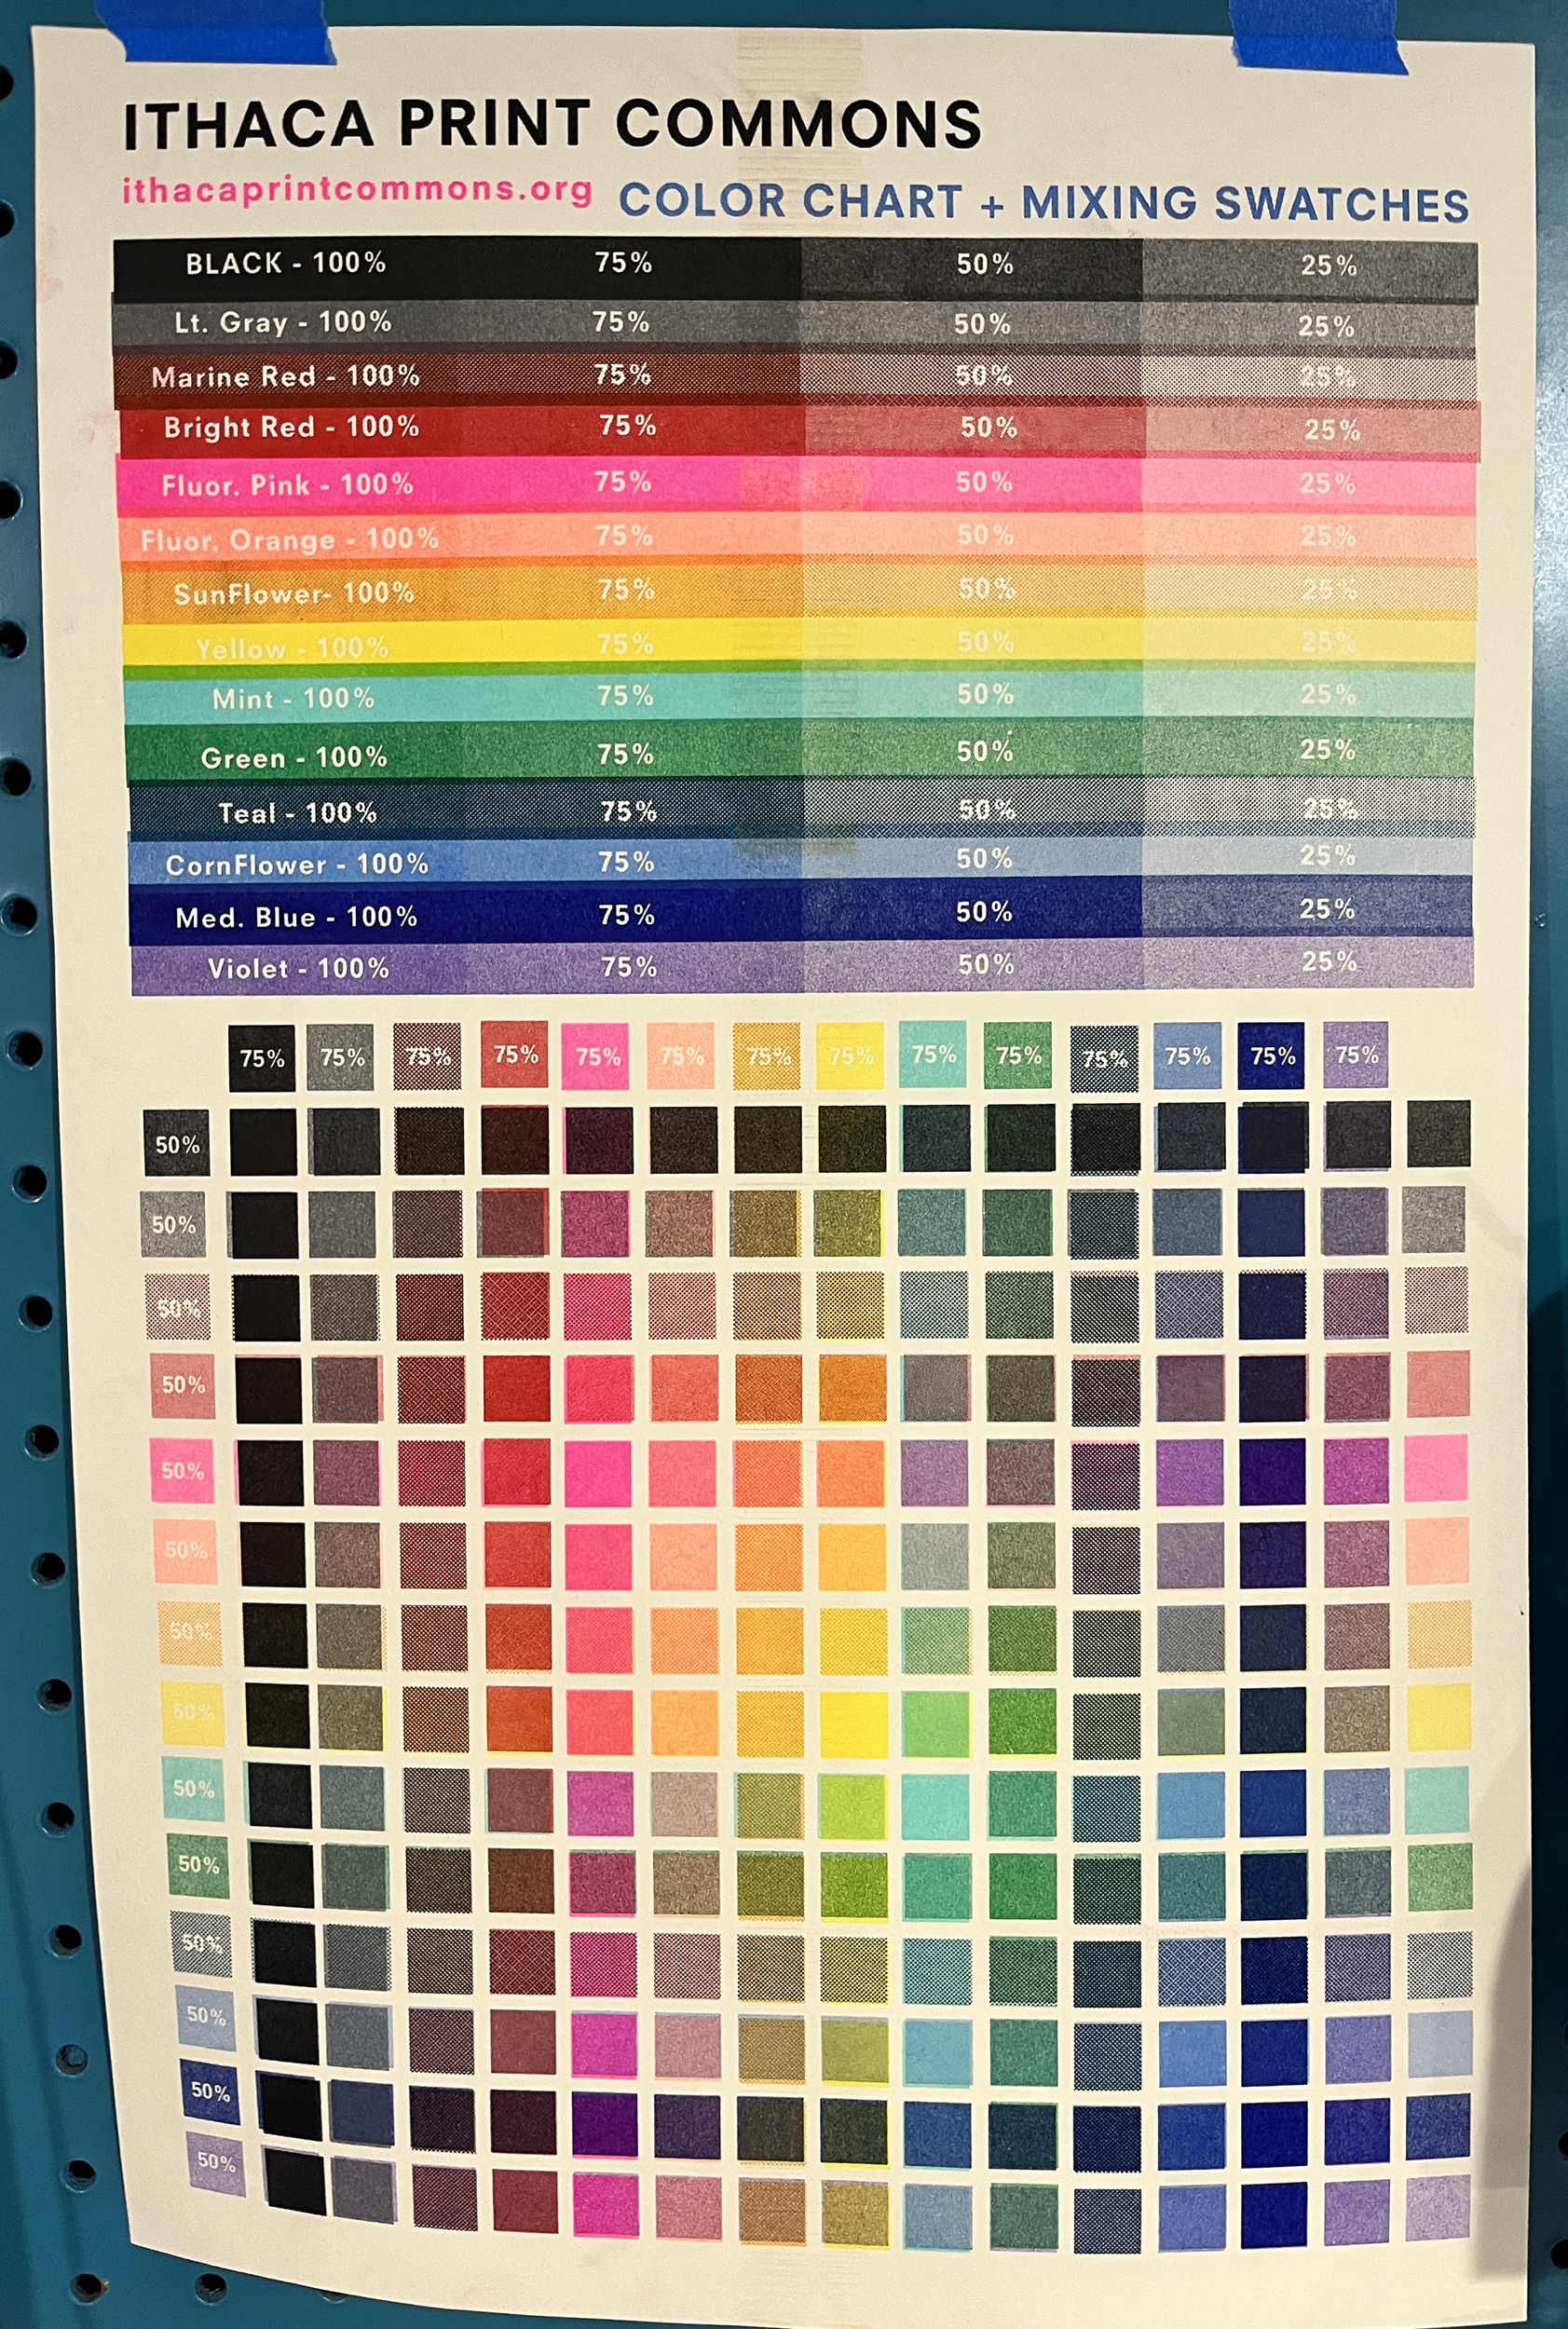 ITHACA PRINT COMMONS
ithacaprintcommons.org COLOR CHART + MIXING SWATCHES
BLACK - 100% 75% 50% 25%
Lt. Gray - 100% 75% 50% 25%
Marine Red - 100% 75% 50% 25%
Bright Red - 100% 75% 50% 25%
Fluor. Pink - 100% 75% 50% 25%
Fluor. Orange - 100% 75% 50% 25%
SunFlower- 100% 75% 50% 25%
Yellow - 100% 75% 50% 25%
Mint - 100% 75% 50% 25%
Green - 100% 75% 50% 25%
Teal - 100% 75% 50% 25%
CornFlower - 100% 75% 50% 25%
Med. Blue - 100% 75% 50% 25%
Violet - 100% 75% 50% 25%
75% 75% 75% 75% 75% 75% 75% 75% 75% 75% 75% 75% 75% 75%
50%
50%
50%
50%
50%
50%
50%
50%
50%
50%
50%
50%
50%
50%